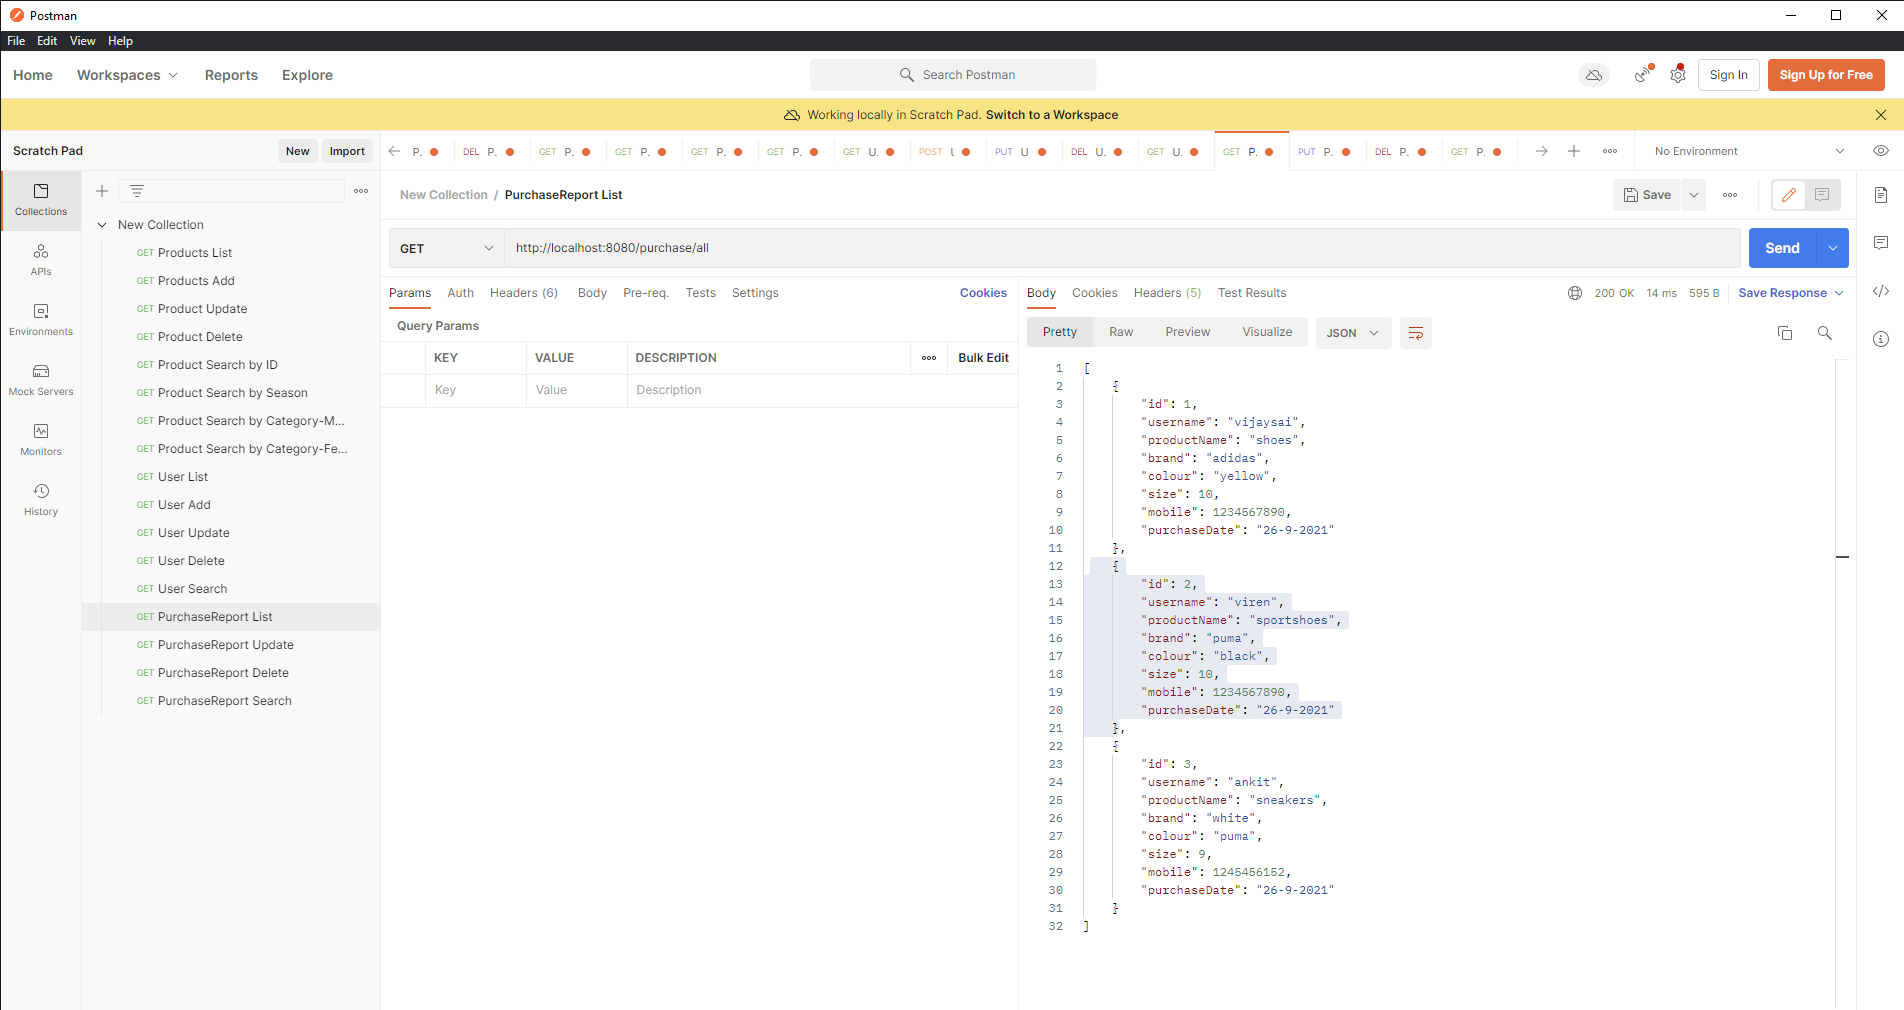 Postman
File Edit View Help
Home Workspaces Reports Explore Search Postman Sign In Sign Up for Free
Working locally in Scratch Pad. Switch to a Workspace
Scratch Pad New Import
P. DEL P. GET P. GET P. GET P. GET P. GET U. POST U PUT U DEL U. GET U. GET P. PUT P. DEL P. GET P. No Environment
Collections
APIs
Environments
Mock Servers
Monitors
History
New Collection
GET Products List
GET Products Add
GET Product Update
GET Product Delete
GET Product Search by ID
GET Product Search by Season
GET Product Search by Category-M...
GET Product Search by Category-Fe...
GET User List
GET User Add
GET User Update
GET User Delete
GET User Search
GET PurchaseReport List
GET PurchaseReport Update
GET PurchaseReport Delete
GET PurchaseReport Search
New Collection / PurchaseReport List Save
GET http://localhost:8080/purchase/all Send
Params Auth Headers (6) Body Pre-req. Tests Settings Cookies
Query Params
KEY VALUE DESCRIPTION Bulk Edit
Key Value Description
Body Cookies Headers (5) Test Results 200 OK 14 ms 595 B Save Response
Pretty Raw Preview Visualize JSON
1 [
2 {
3 "id": 1,
4 "username": "vijaysai",
5 "productName": "shoes",
6 "brand": "adidas",
7 "colour": "yellow",
8 "size": 10,
9 "mobile": 1234567890,
10 "purchaseDate": "26-9-2021"
11 },
12 {
13 "id": 2,
14 "username": "viren",
15 "productName": "sportshoes",
16 "brand": "puma",
17 "colour": "black",
18 "size": 10,
19 "mobile": 1234567890,
20 "purchaseDate": "26-9-2021"
21 },
22 {
23 "id": 3,
24 "username": "ankit",
25 "productName": "sneakers",
26 "brand": "white",
27 "colour": "puma",
28 "size": 9,
29 "mobile": 1245456152,
30 "purchaseDate": "26-9-2021"
31 }
32 ]